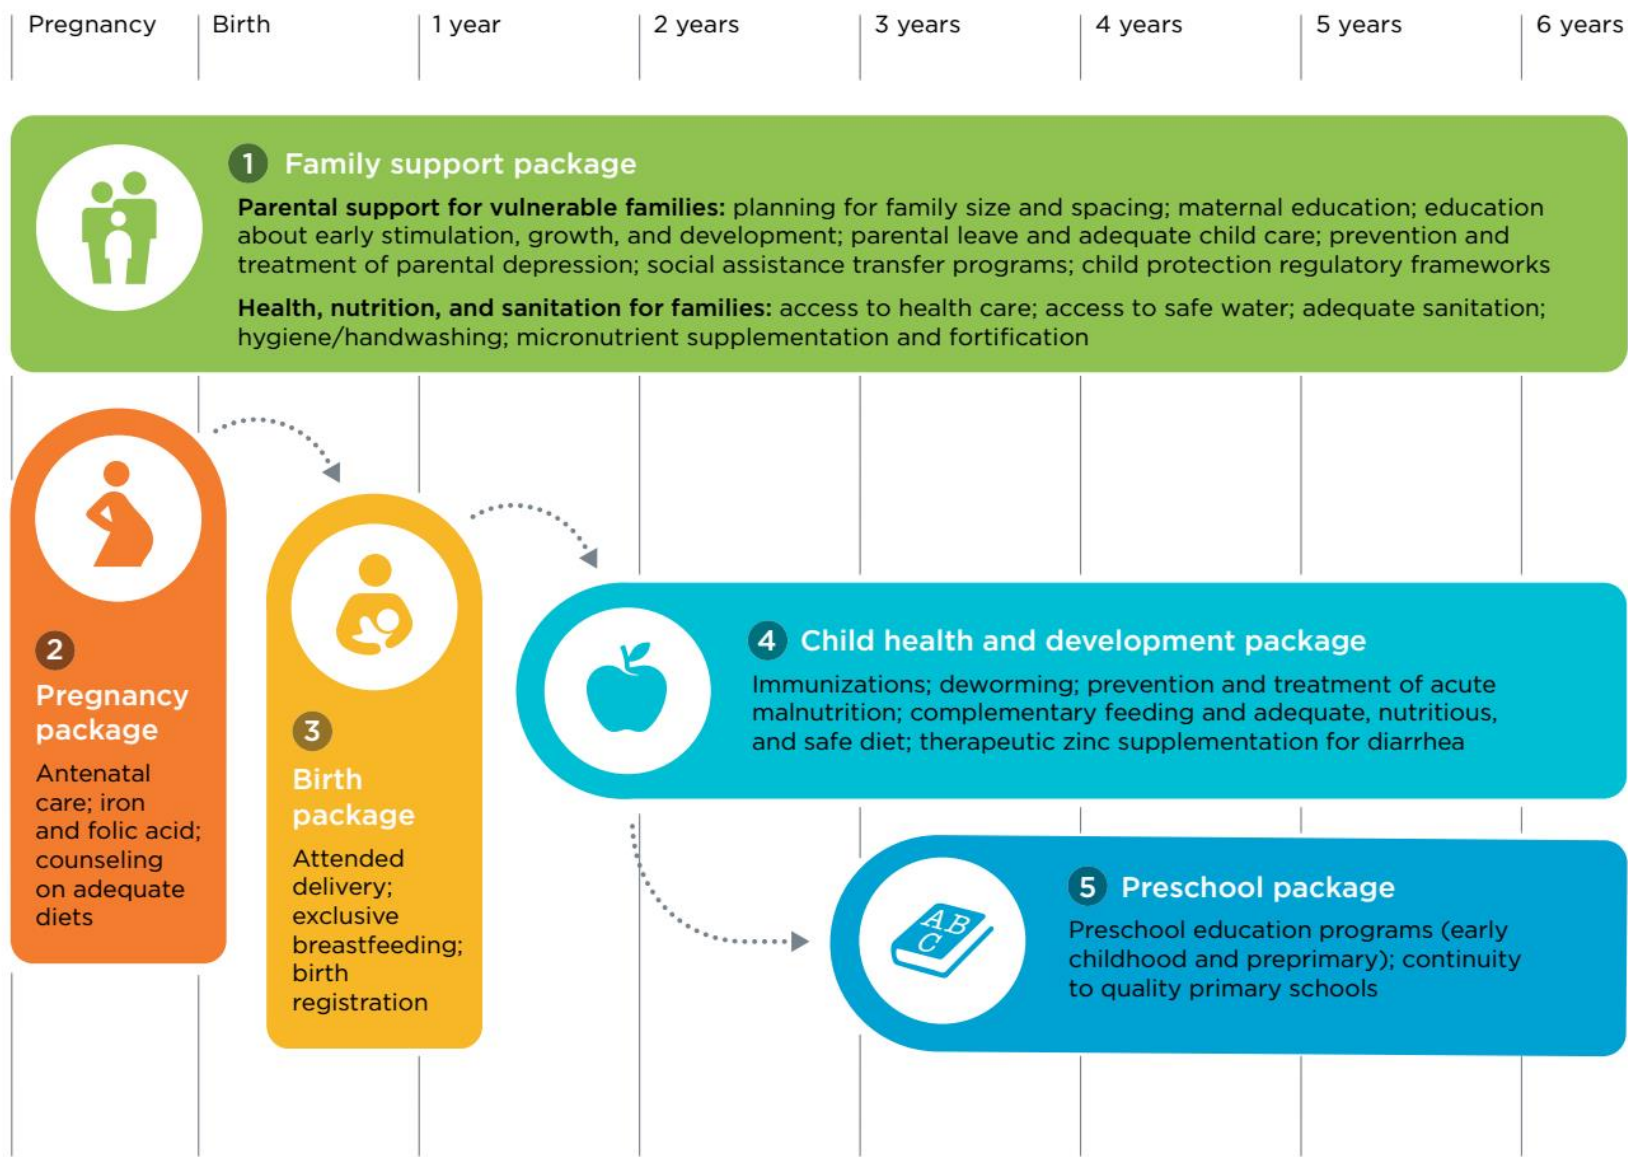 Pregnancy
Birth
1 year
2 years
3 years
4 years
5 years
6 years
1 Family support package
Parental support for vulnerable families: planning for family size and spacing; maternal education; education
about early stimulation, growth, and development; parental leave and adequate child care; prevention and
treatment of parental depression; social assistance transfer programs; child protection regulatory frameworks
Health, nutrition, and sanitation for families: access to health care; access to safe water; adequate sanitation;
hygiene/handwashing; micronutrient supplementation and fortification
2
Pregnancy
package
Antenatal
care; iron
and folic acid;
counseling
on adequate
diets
3
Birth
package
Attended
delivery;
exclusive
breastfeeding;
birth
registration
4 Child health and development package
Immunizations; deworming; prevention and treatment of acute
malnutrition; complementary feeding and adequate, nutritious,
and safe diet; therapeutic zinc supplementation for diarrhea
A B
C
5 Preschool package
Preschool education programs (early
childhood and preprimary); continuity
to quality primary schools